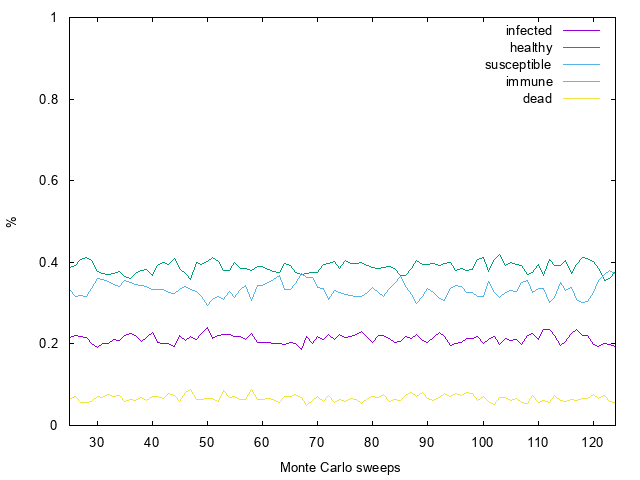 1
0.8
0.6
0.4
0.2
0
%
infected
healthy
susceptible
immune
dead
30 40 50 60 70 80 90 100 110 120
Monte Carlo sweeps